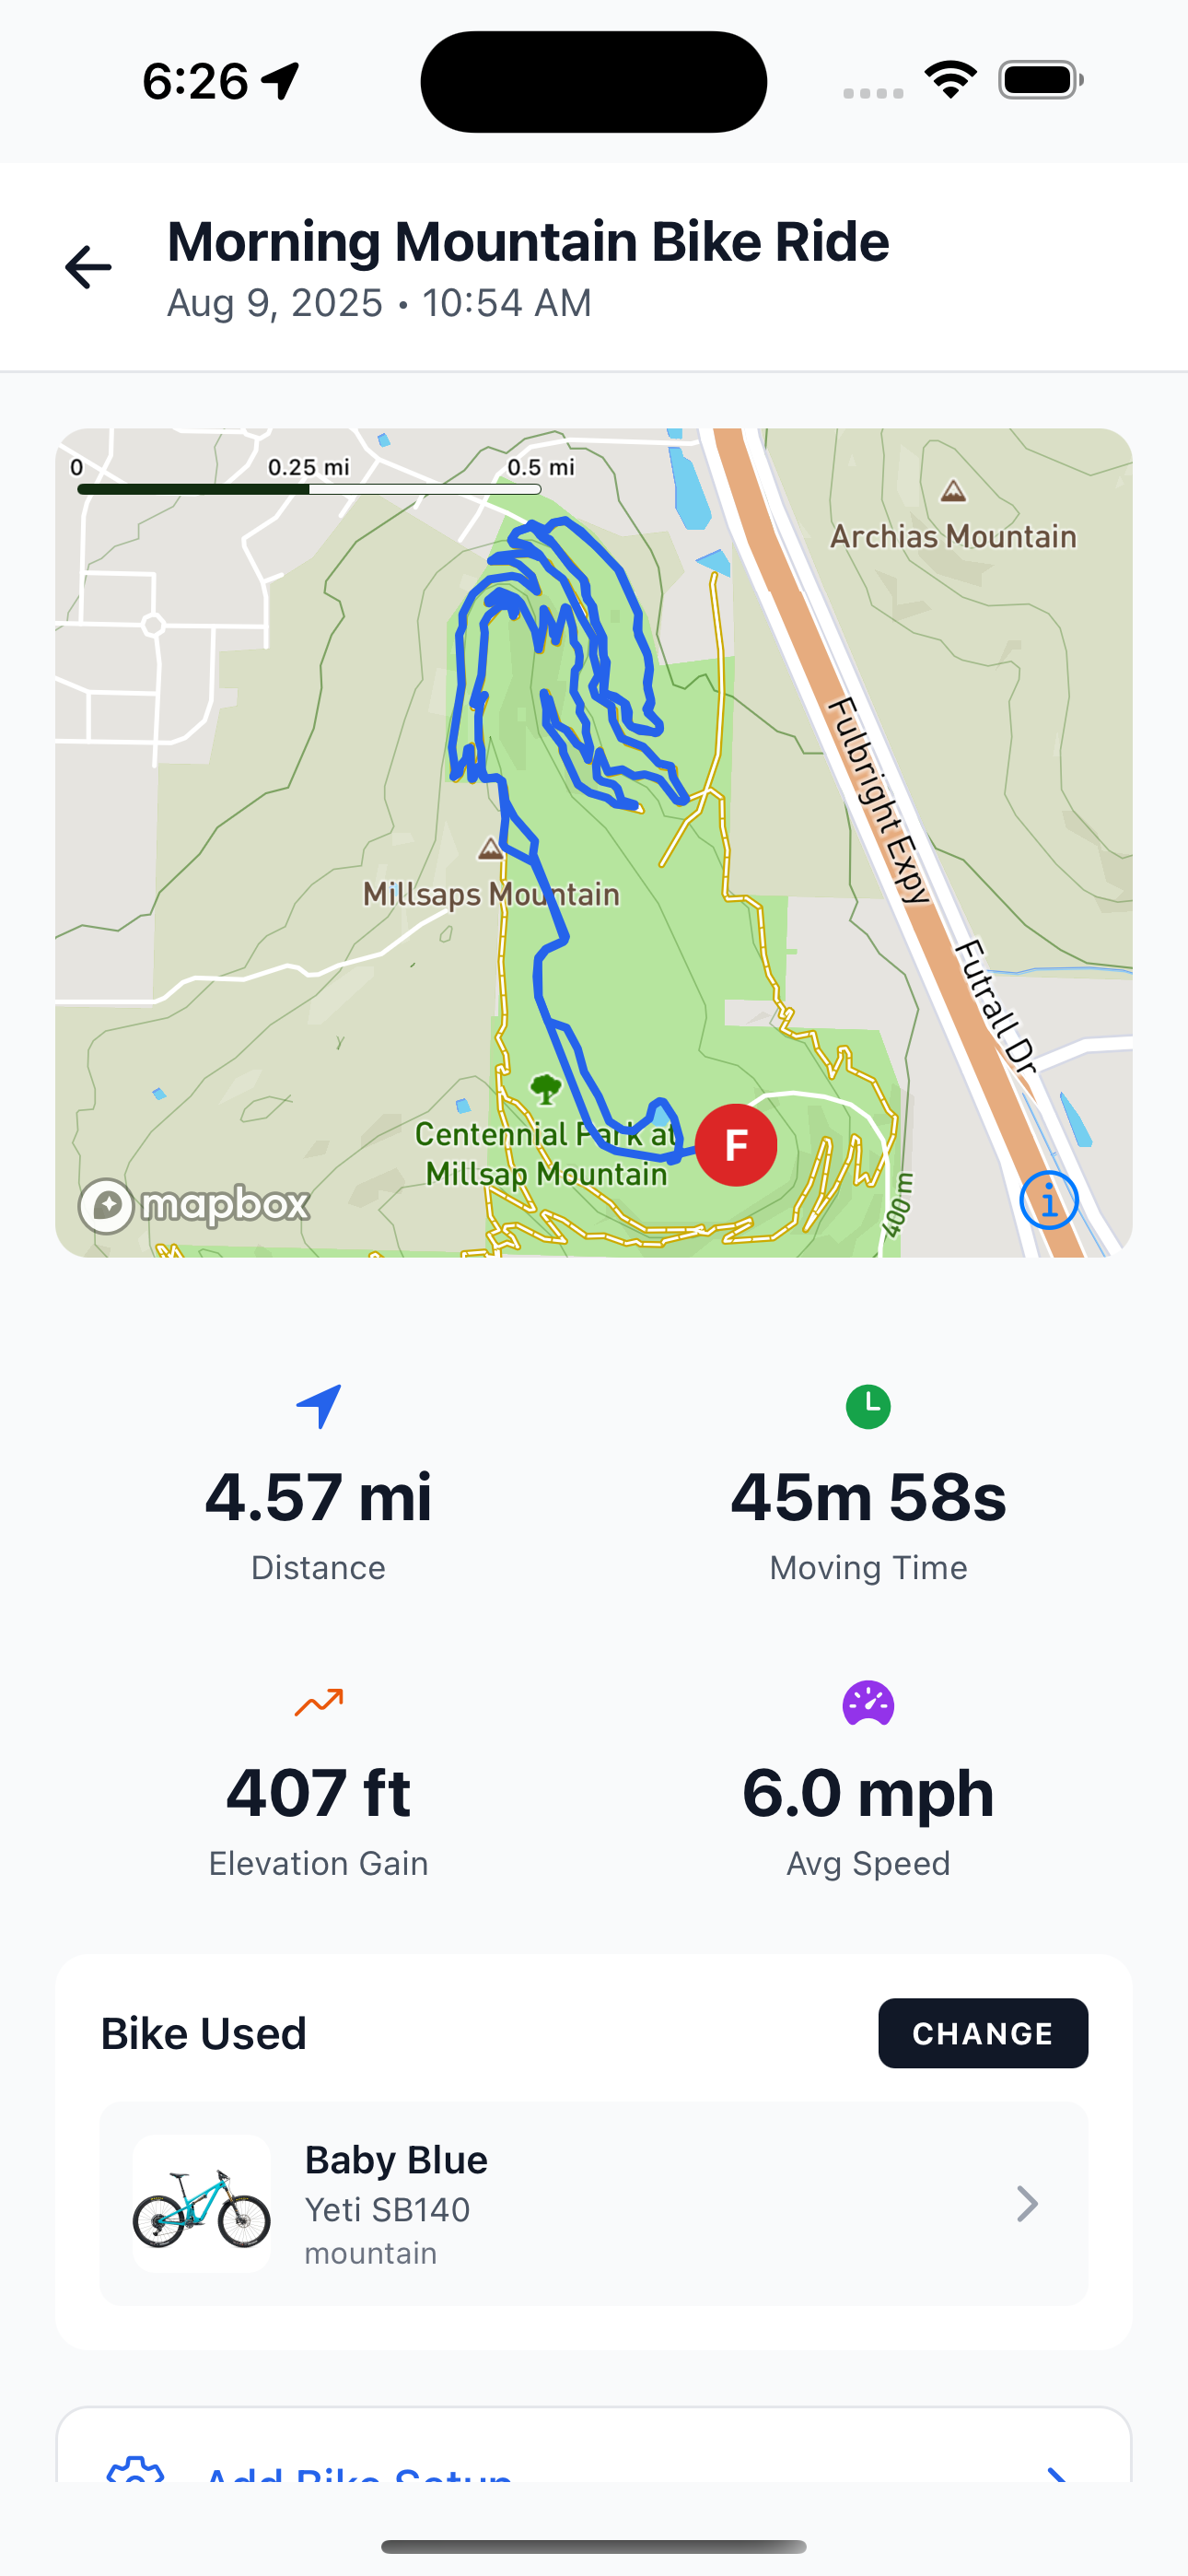 6:26
Morning Mountain Bike Ride
Aug 9, 2025 • 10:54 AM
0 0.25 mi 0.5 mi
Archias Mountain
Fulbright Expy
Millsaps Mountain
Futrall Dr
Centennial Park at
Millsap Mountain
F
400 m
mapbox
i
4.57 mi
Distance
45m 58s
Moving Time
407 ft
Elevation Gain
6.0 mph
Avg Speed
Bike Used
CHANGE
Baby Blue
Yeti SB140
mountain
Add Bike Setup